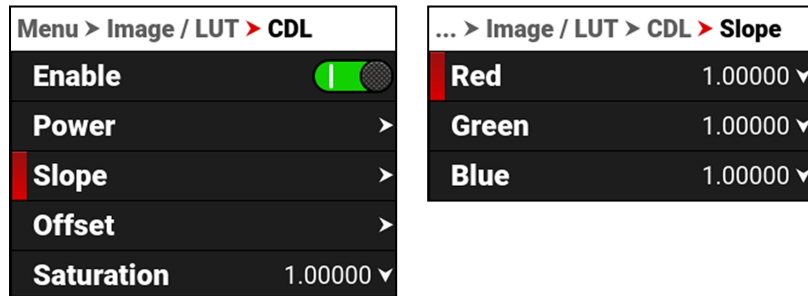 Menu > Image / LUT > CDL
Enable
Power
Slope
Offset
Saturation 1.00000
... > Image / LUT > CDL > Slope
Red 1.00000
Green 1.00000
Blue 1.00000